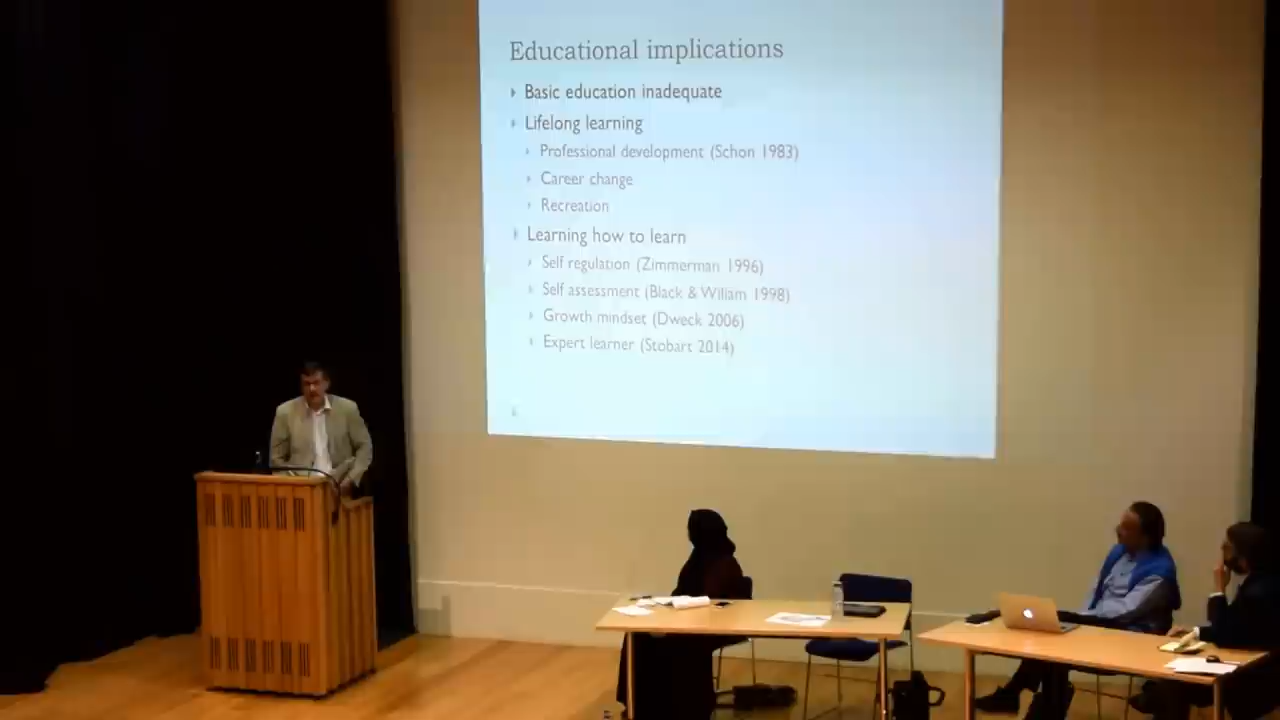 Educational implications
Basic education inadequate
Lifelong learning
Professional development (Schon 1983)
Career change
Recreation
Learning how to learn
Self regulation (Zimmerman 1996)
Self assessment (Black & Wiliam 1998)
Growth mindset (Dweck 2006)
Expert learner (Stobart 2014)